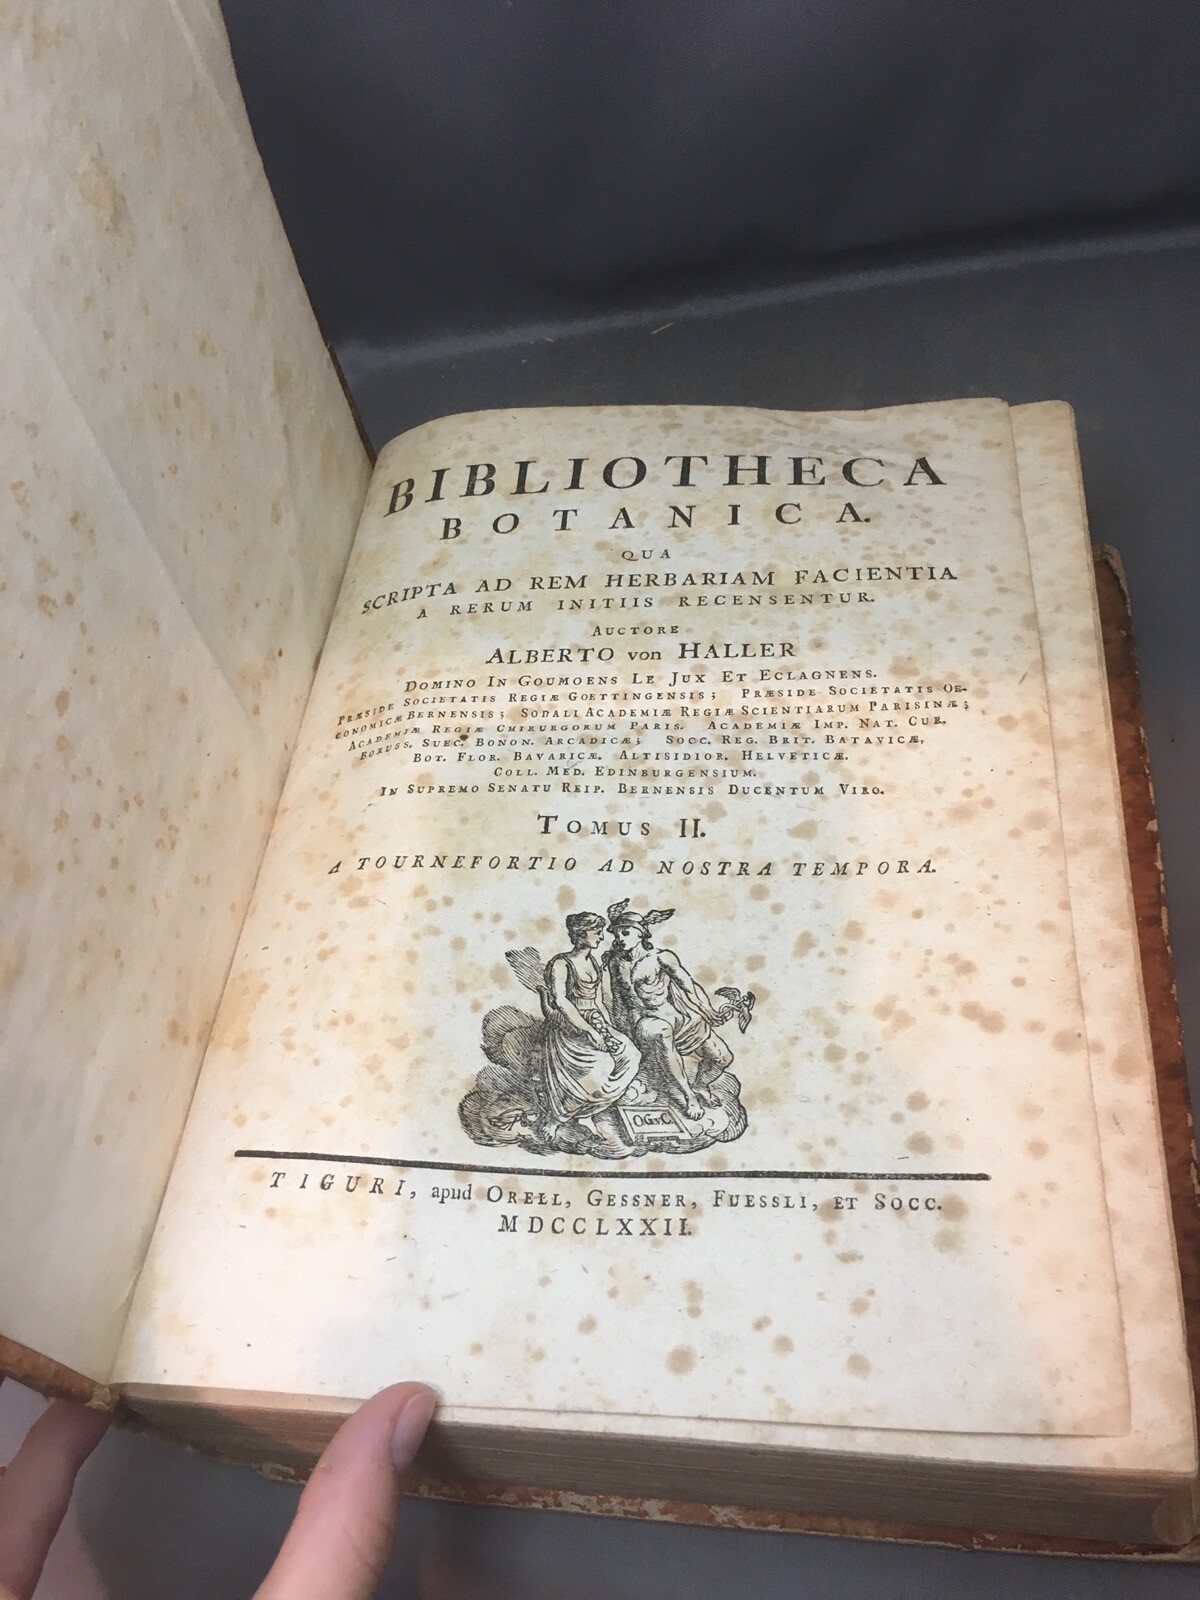 BIBLIOTHECA
BOTANICA.
QUA
SCRIPTA AD REM HERBARIAM FACIENTIA
A RERUM INITIIS RECENSENTUR.
AUCTORE
ALBERTO von HALLER
DOMINO IN GOUMOENS LE JUX ET ECLAGNENS.
PRÆSIDE SOCIETATIS REGIÆ GOETTINGENSIS; PRÆSIDE SOCIETATIS OE-
CONOMICÆ BERNENSIS; SODALI ACADEMIÆ REGIÆ SCIENTIARUM PARISINÆ;
ACADEMIÆ REGIÆ CHIRURGORUM PARIS. ACADEMIÆ IMP. NAT. CUR.
BORUSS. SUEC. BONON. ARCADICÆ; SOCC. REG. BRIT. BATAVICÆ,
BOT. FLOR. BAVARICÆ. ALTISIDIOR. HELVETICÆ.
COLL. MED. EDINBURGENSIUM.
IN SUPREMO SENATU REIP. BERNENSIS DUCENTUM VIRO.
TOMUS II.
A TOURNEFORTIO AD NOSTRA TEMPORA.
OGvC.
TIGURI, apud ORELL, GESSNER, FUESSLI, ET SOCC.
MDCCLXXII.